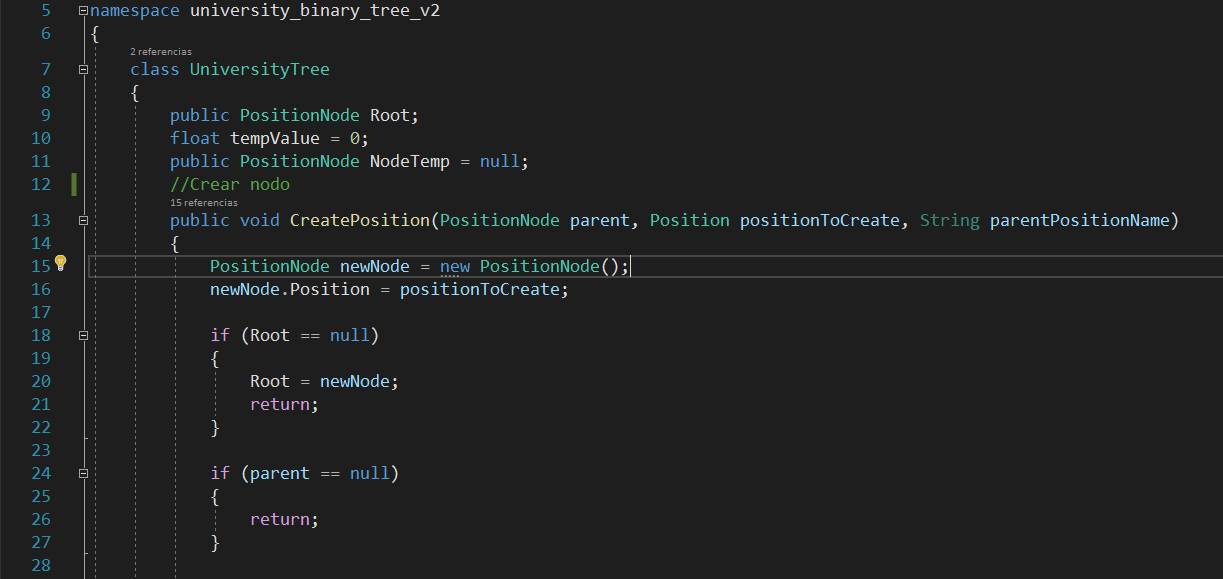 5 namespace university_binary_tree_v2
6 {
2 referencias
7 class UniversityTree
8 {
9 public PositionNode Root;
10 float tempValue = 0;
11 public PositionNode NodeTemp = null;
12 //Crear nodo
15 referencias
13 public void CreatePosition(PositionNode parent, Position positionToCreate, String parentPositionName)
14 {
15 PositionNode newNode = new PositionNode();
16 newNode.Position = positionToCreate;
17
18 if (Root == null)
19 {
20 Root = newNode;
21 return;
22 }
23
24 if (parent == null)
25 {
26 return;
27 }
28